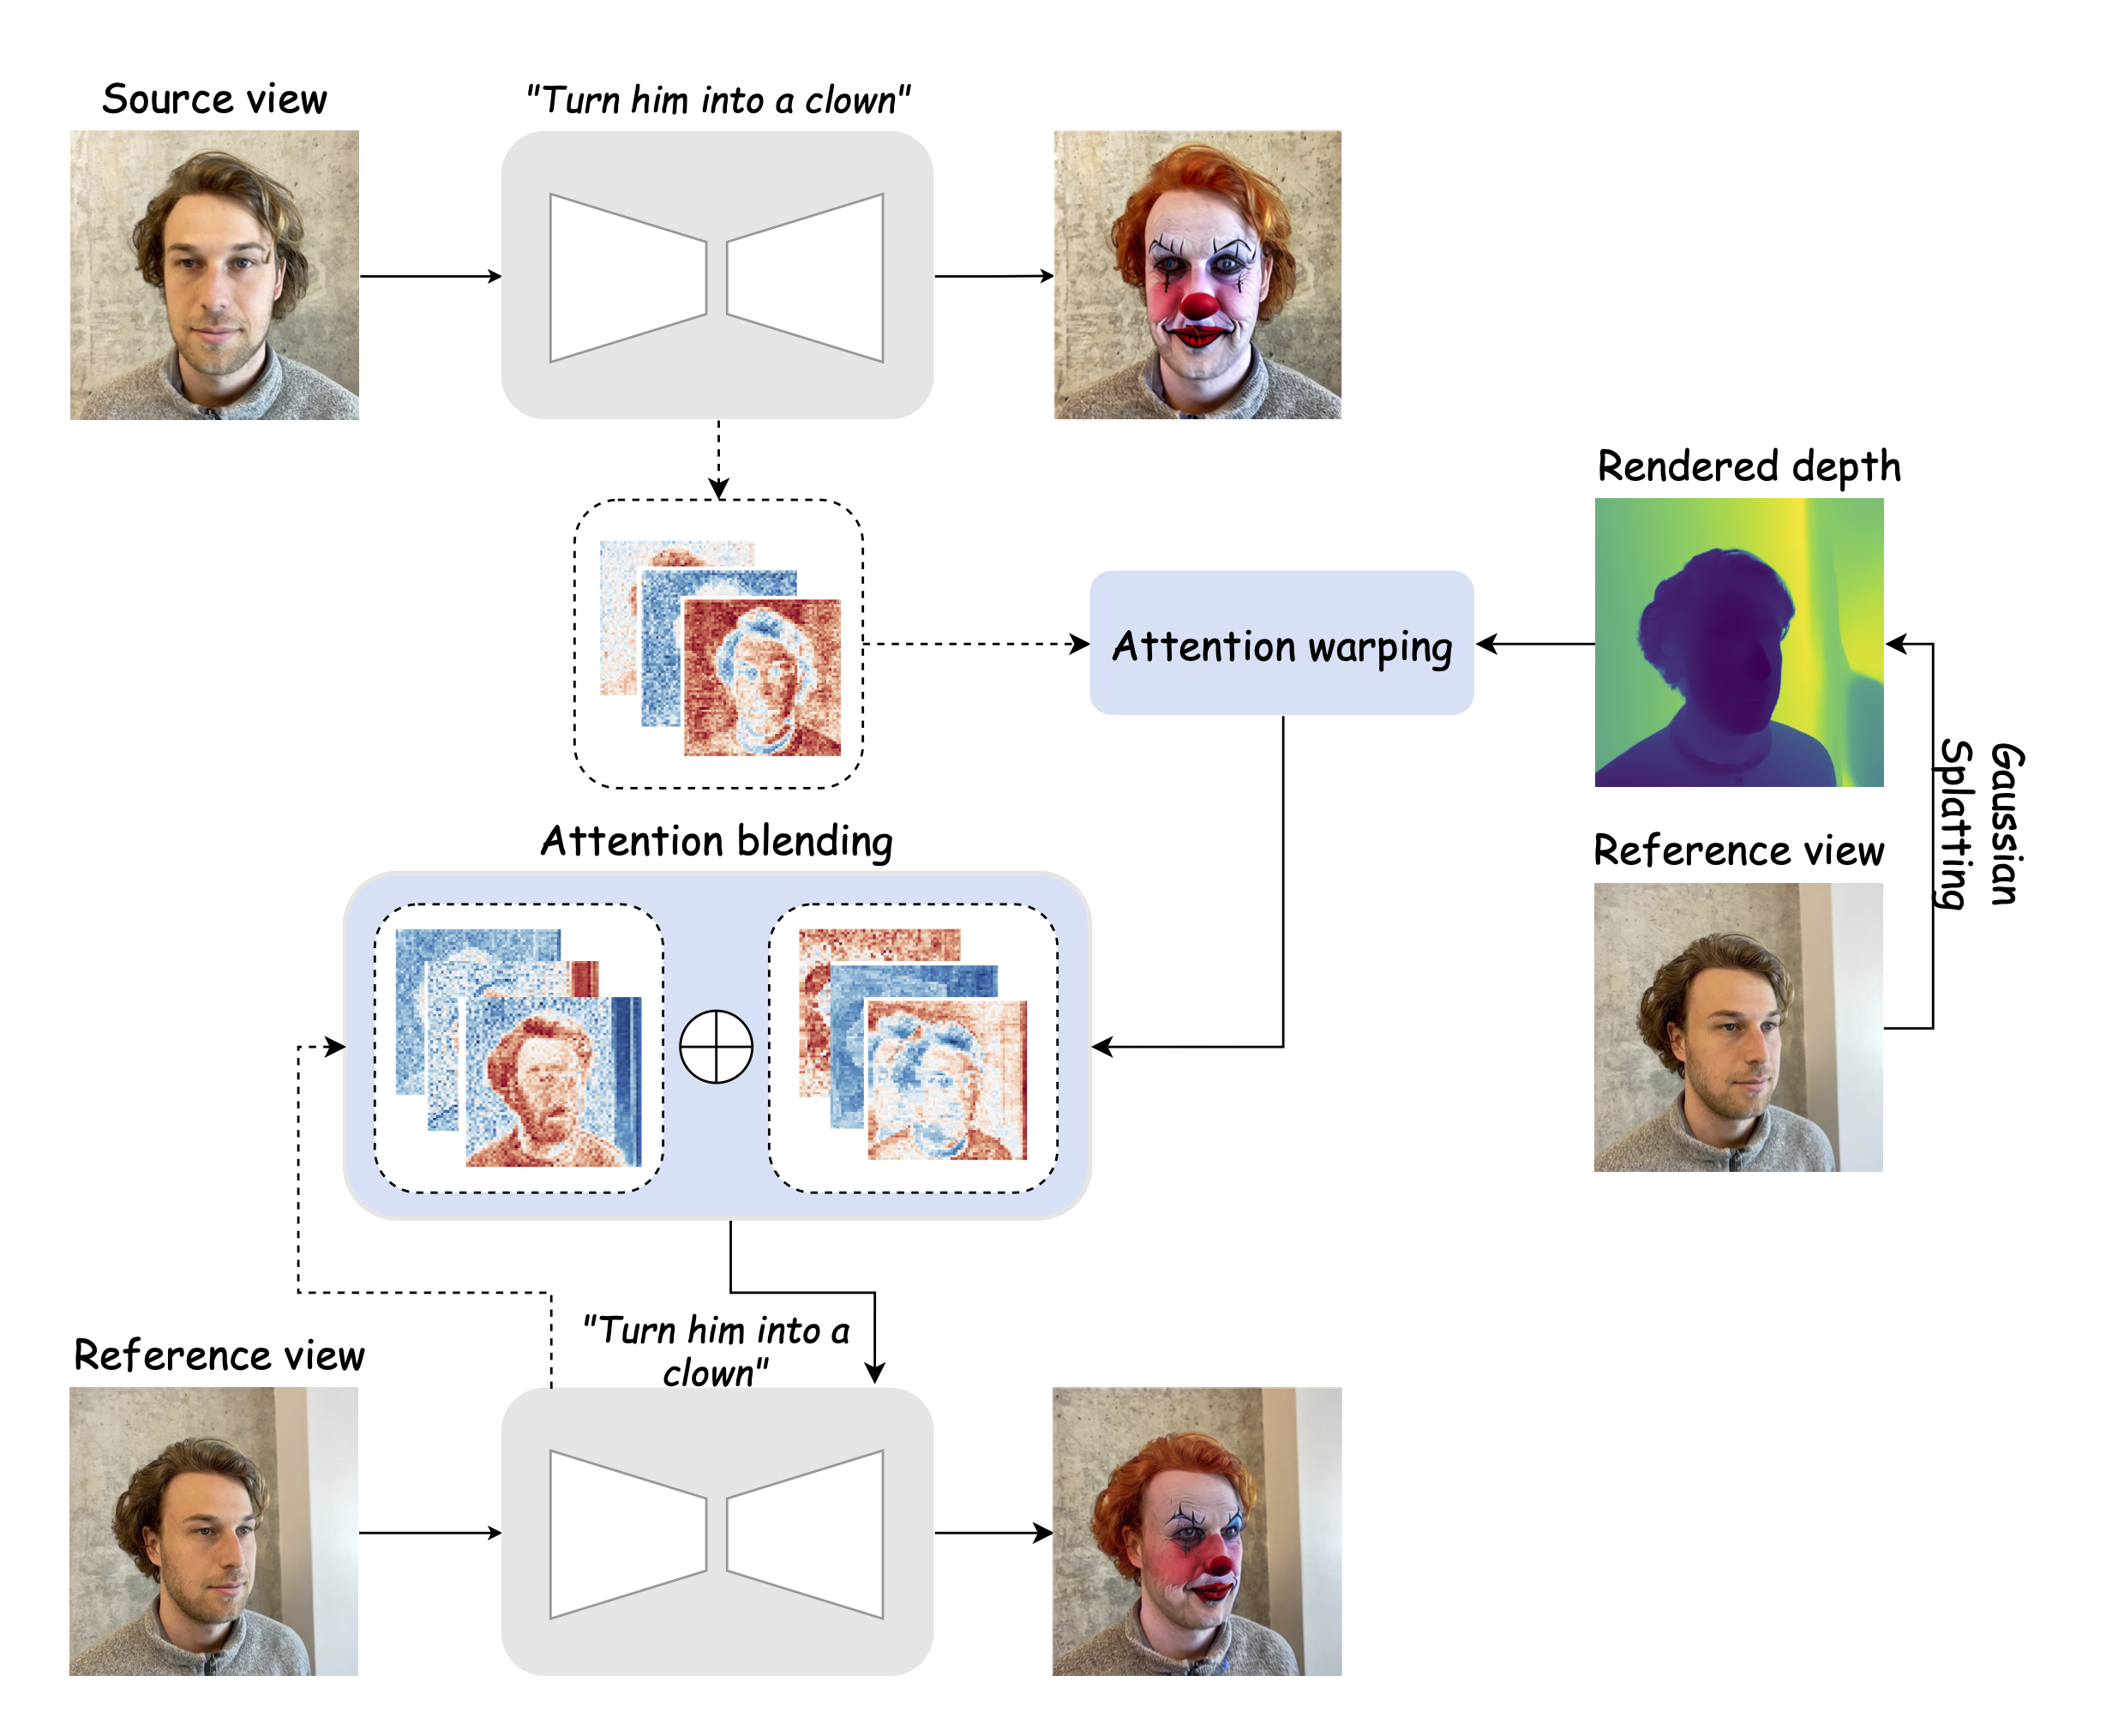 Source view
"Turn him into a clown"
Rendered depth
Attention warping
Gaussian
Splatting
Attention blending
Reference view
"Turn him into a
clown"
Reference view